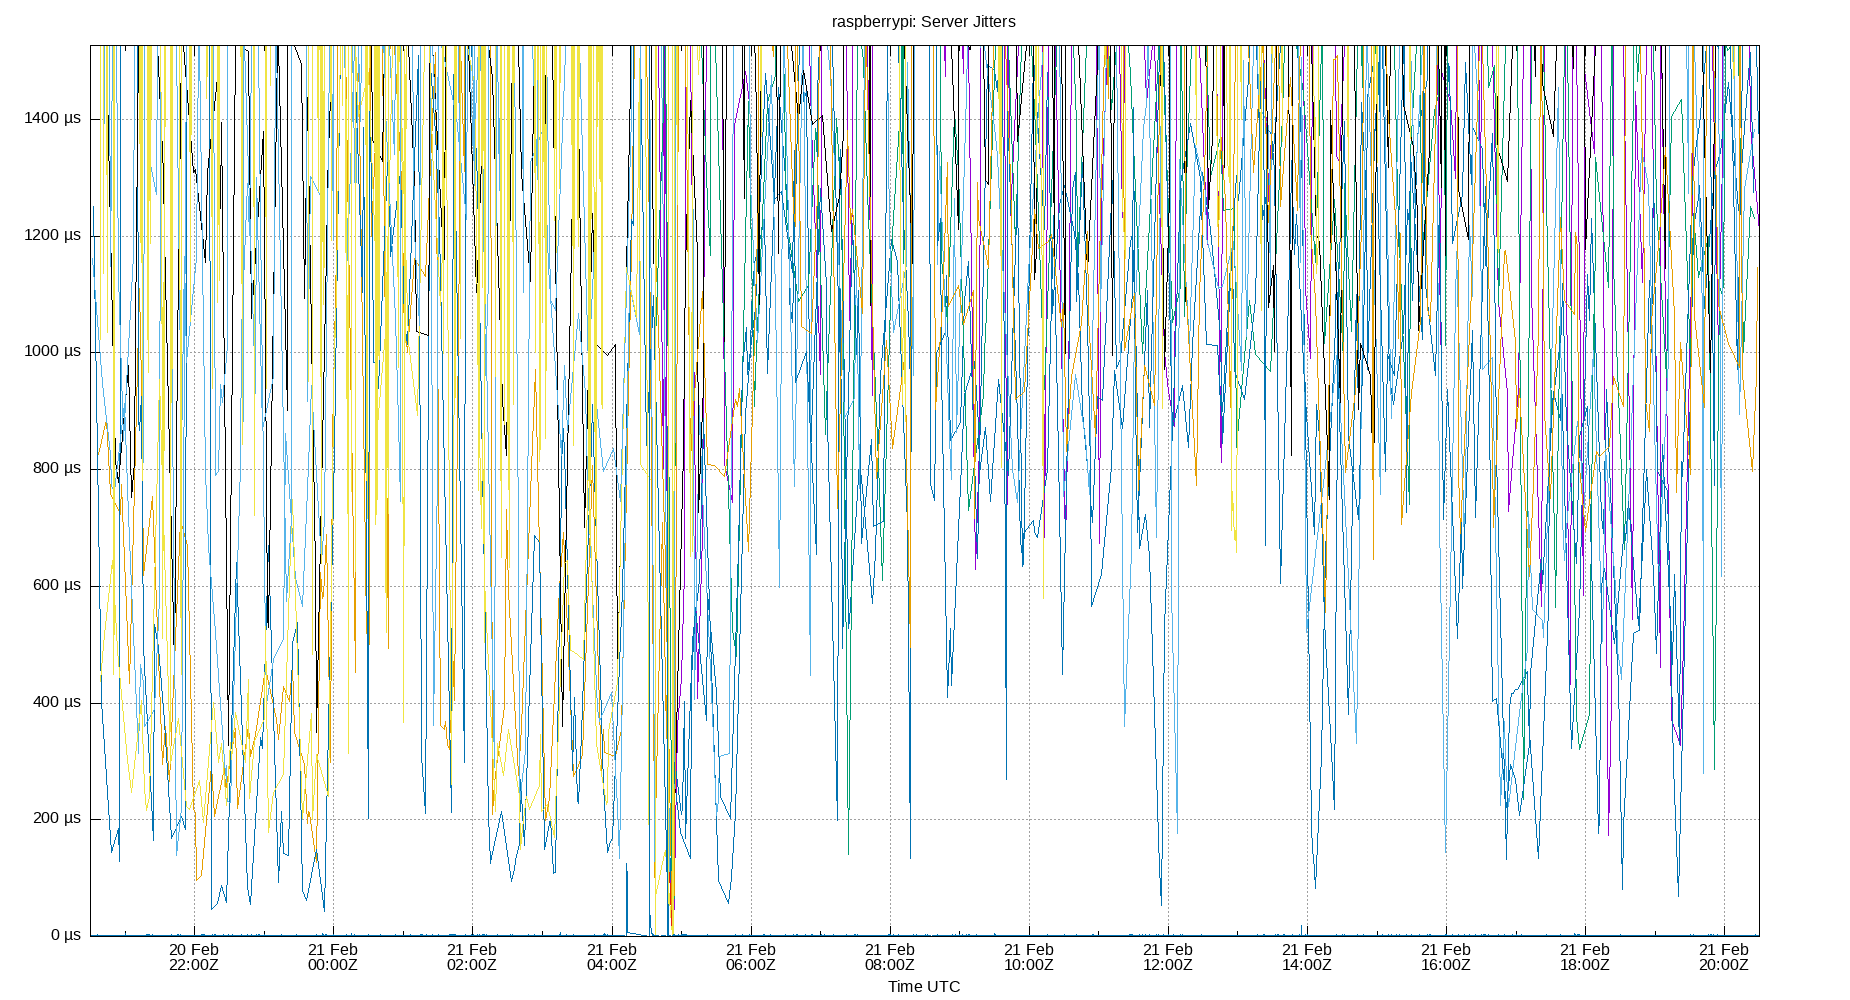 raspberrypi: Server Jitters
1400 µs
1200 µs
1000 µs
800 µs
600 µs
400 µs
200 µs
0 µs
20 Feb 21 Feb 21 Feb 21 Feb 21 Feb 21 Feb 21 Feb 21 Feb 21 Feb 21 Feb 21 Feb 21 Feb
22:00Z 00:00Z 02:00Z 04:00Z 06:00Z 08:00Z 10:00Z 12:00Z 14:00Z 16:00Z 18:00Z 20:00Z
Time UTC